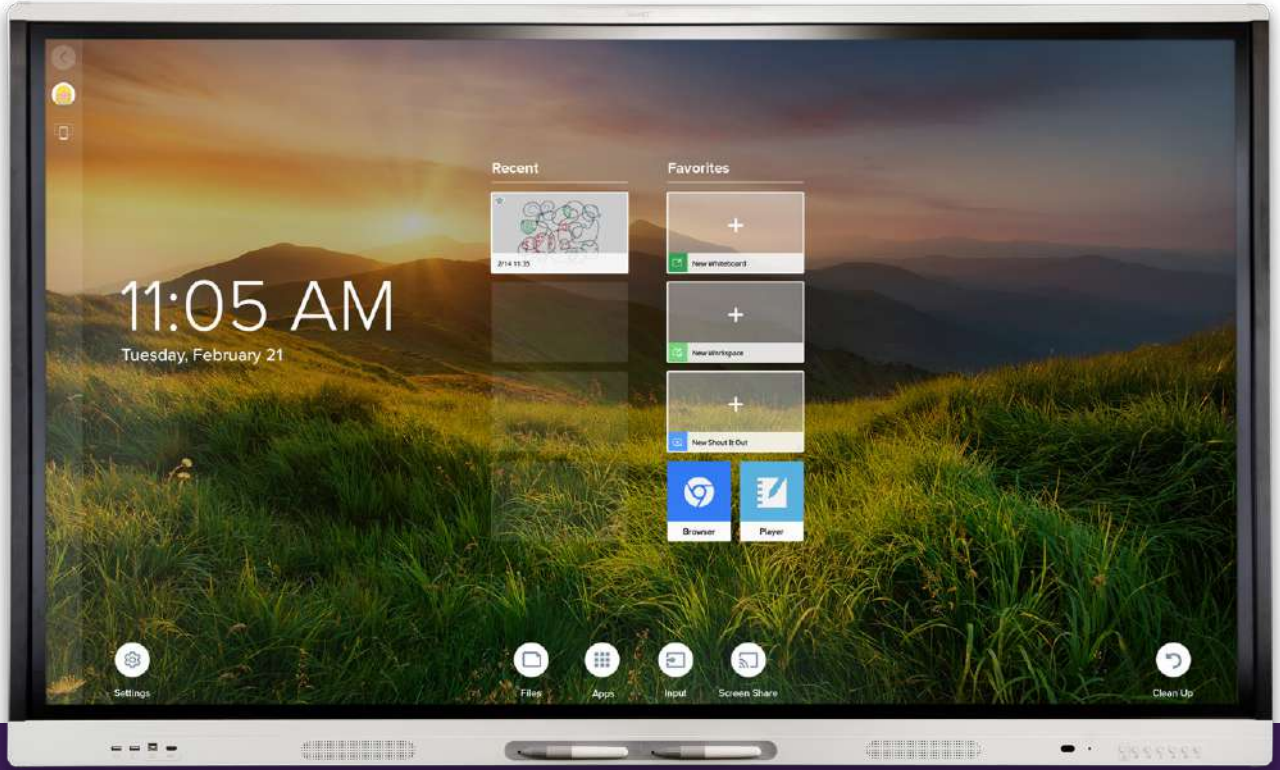 Recent
Favorites
2/14 11:35
New Whiteboard
11:05 AM
Tuesday, February 21
New Workspace
New Shout It Out
Browser
Player
Settings
Files
Apps
Input
Screen Share
Clean Up